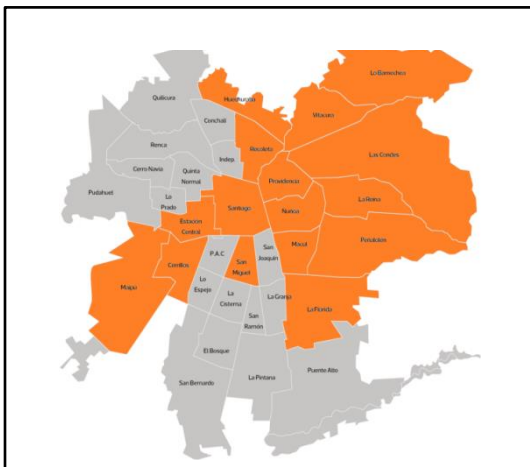 Lo Barnechea
Quilicura
Huechuraba
Vitacura
Conchalí
Renca
Recoleta
Las Condes
Indep.
Cerro Navia
Quinta
Normal
Providencia
Pudahuel
Lo
Prado
La Reina
Santiago
Ñuñoa
Estación
Central
San
Joaquín
Macul
Peñalolén
P.A.C
San
Miguel
Cerrillos
Maipú
Lo
Espejo
La
Cisterna
La Granja
San
Ramón
La Florida
El Bosque
Puente Alto
San Bernardo
La Pintana